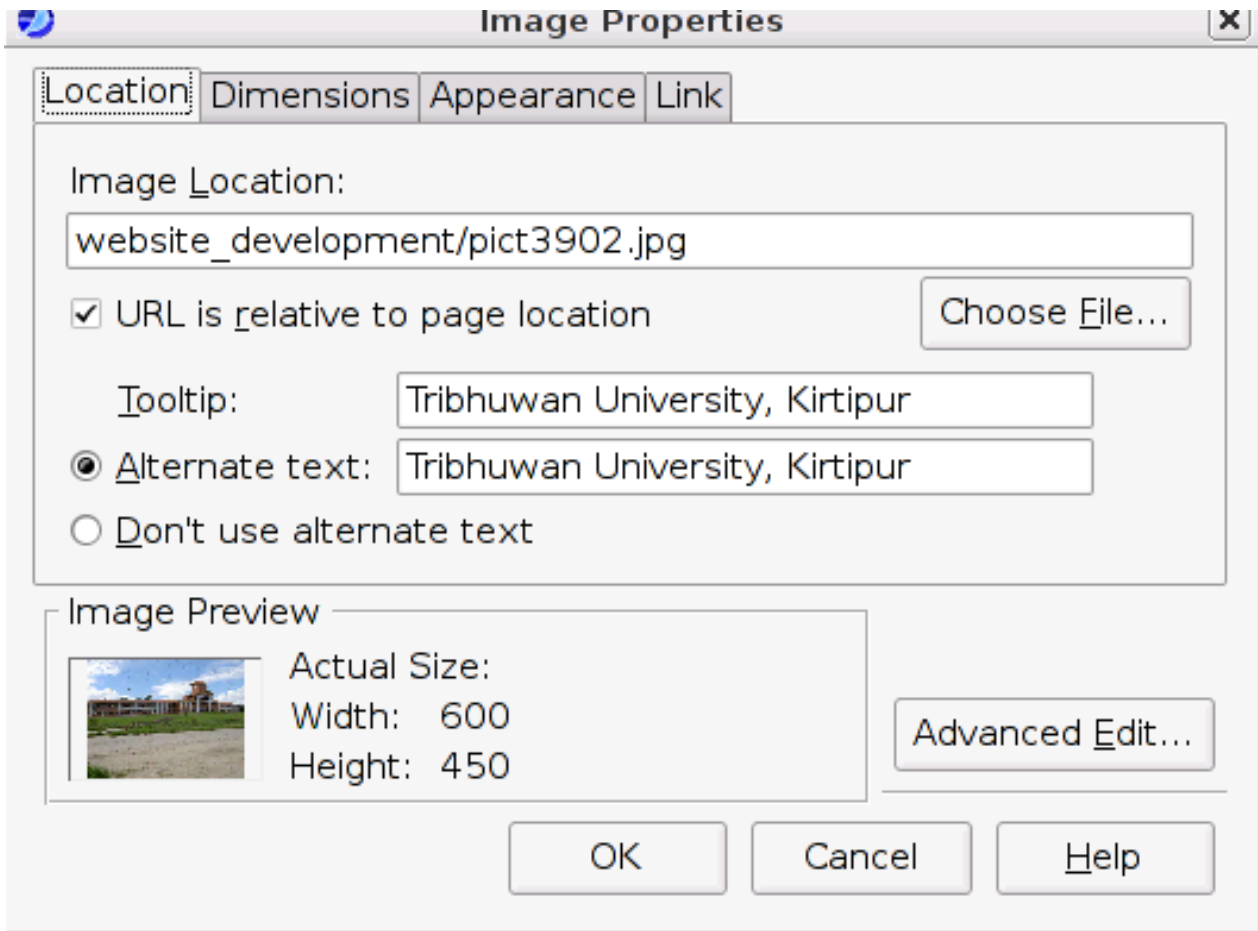 Image Properties
Location Dimensions Appearance Link
Image Location:
website_development/pict3902.jpg
URL is relative to page location
Choose File...
Tooltip: Tribhuwan University, Kirtipur
Alternate text: Tribhuwan University, Kirtipur
Don't use alternate text
Image Preview
Actual Size:
Width: 600
Height: 450
Advanced Edit...
OK Cancel Help